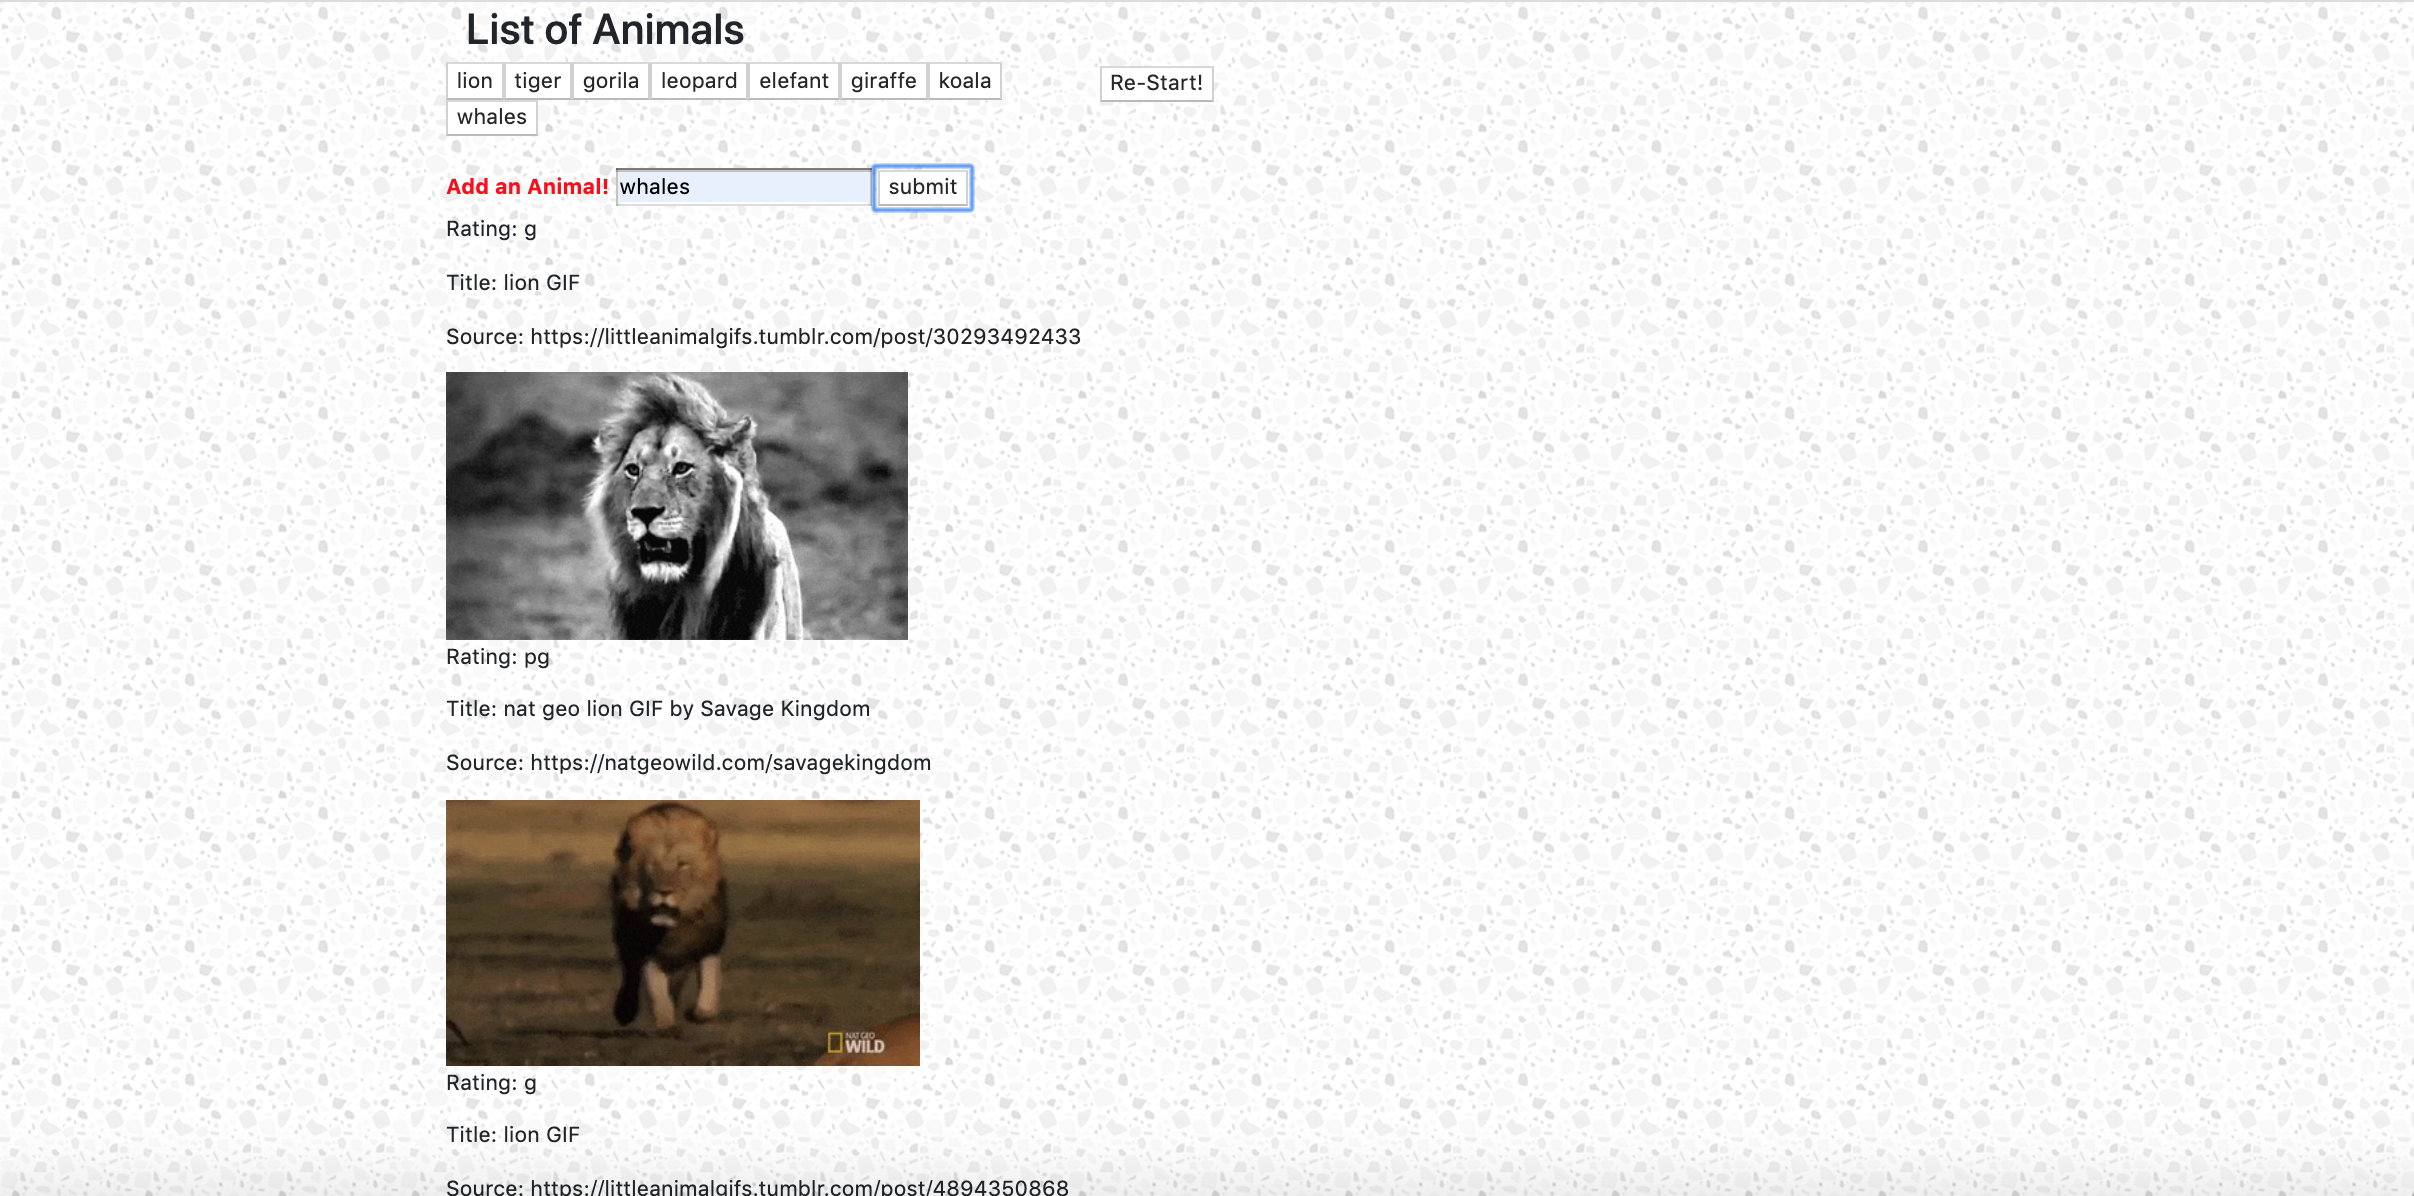 List of Animals
lion tiger gorila leopard elefant giraffe koala Re-Start!
whales
Add an Animal! whales submit
Rating: g
Title: lion GIF
Source: https://littleanimalgifs.tumblr.com/post/30293492433
Rating: pg
Title: nat geo lion GIF by Savage Kingdom
Source: https://natgeowild.com/savagekingdom
NAT GEO
WILD
Rating: g
Title: lion GIF
Source: https://littleanimalgifs.tumblr.com/post/4894350868